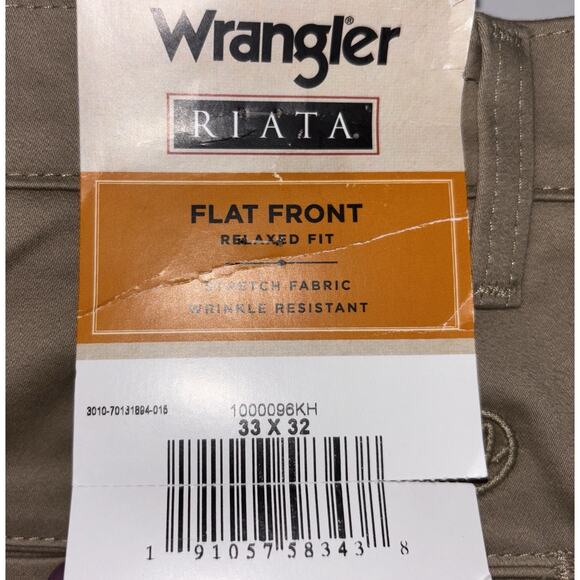 Wrangler
RIATA
FLAT FRONT
RELAXED FIT
STRETCH FABRIC
WRINKLE RESISTANT
3010-70131894-015 1000096KH
33 X 32
1 91057 58343 8